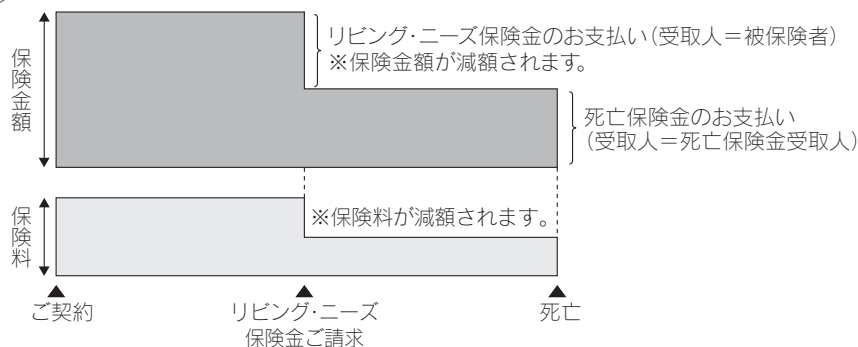 リビング・ニーズ保険金のお支払い(受取人=被保険者)
※保険金額が減額されます。
保険金額
死亡保険金のお支払い
(受取人=死亡保険金受取人)
※保険料が減額されます。
保険料
ご契約
リビング・ニーズ
保険金ご請求
死亡